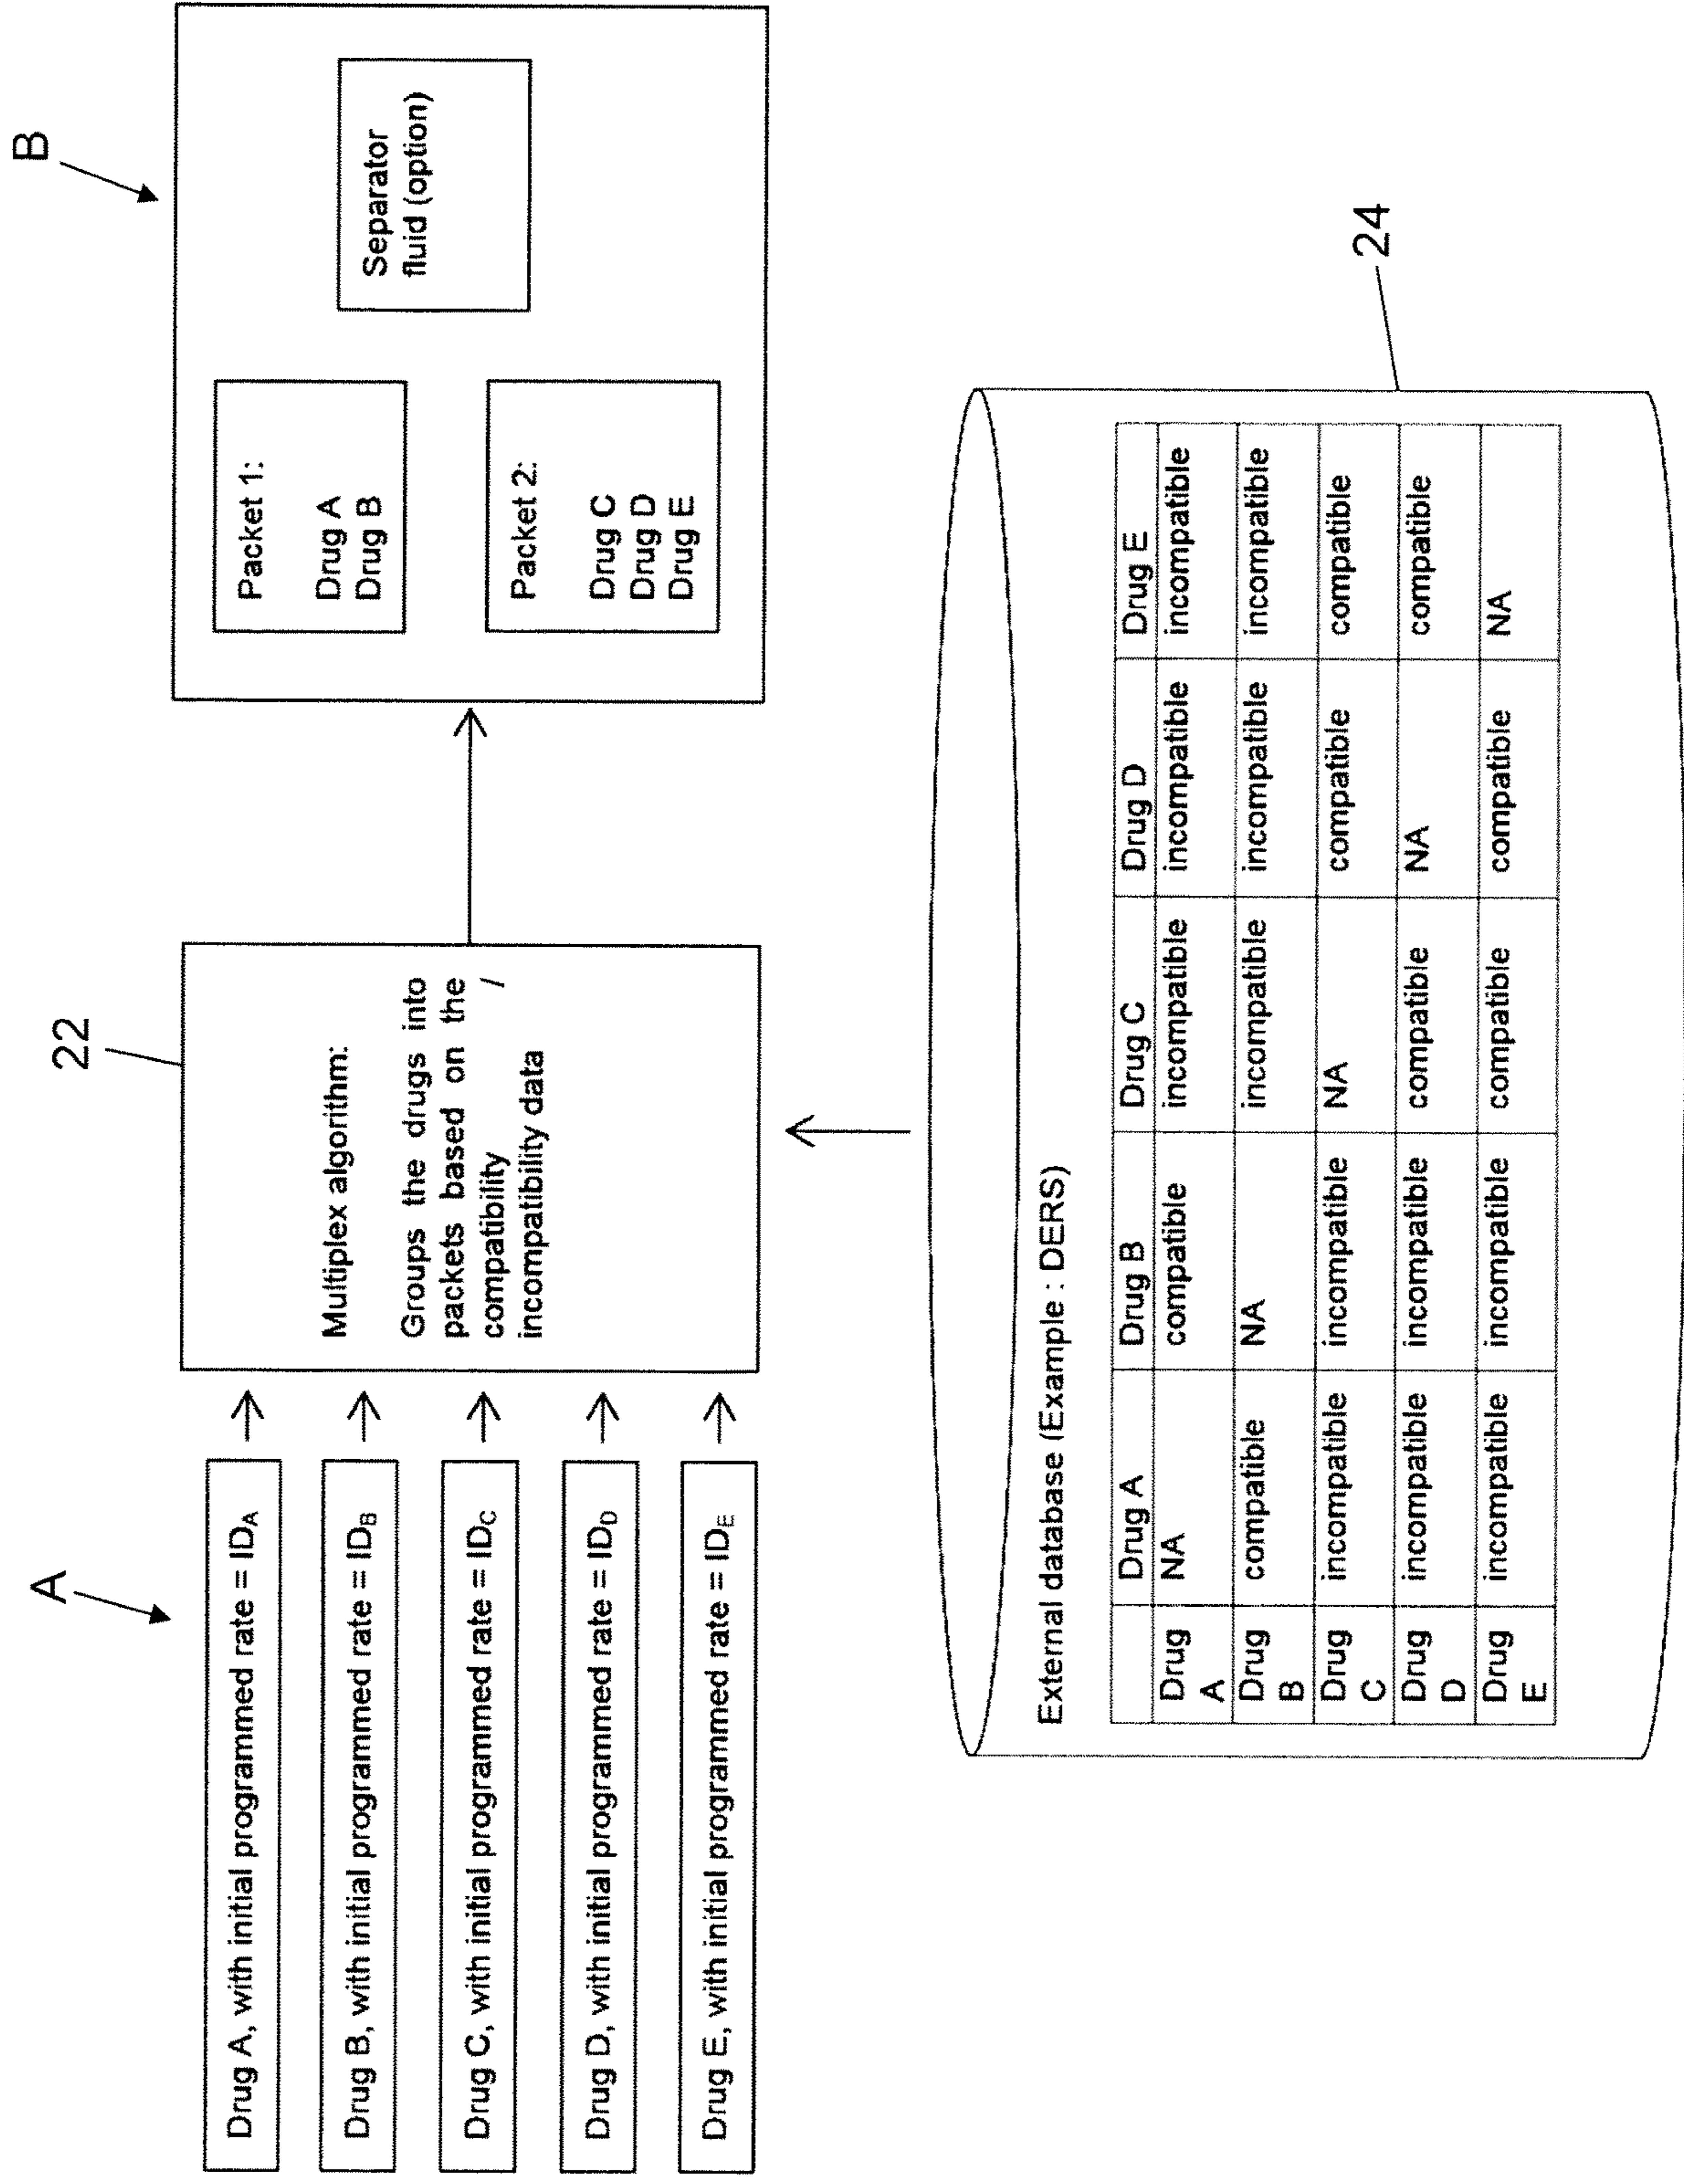 A
Drug A, with initial programmed rate = IDA
Drug B, with initial programmed rate = IDB
Drug C, with initial programmed rate = IDC
Drug D, with initial programmed rate = IDD
Drug E, with initial programmed rate = IDE
22
Multiplex algorithm:
Groups the drugs into
packets based on the
compatibility /
incompatibility data
B
Packet 1:
Drug A
Drug B
Packet 2:
Drug C
Drug D
Drug E
Separator
fluid (option)
External database (Example : DERS)
Drug A Drug B Drug C Drug D Drug E
Drug A NA compatible incompatible incompatible incompatible
Drug B compatible NA incompatible incompatible incompatible
Drug C incompatible incompatible NA compatible compatible
Drug D incompatible incompatible compatible NA compatible
Drug E incompatible incompatible compatible compatible NA
24